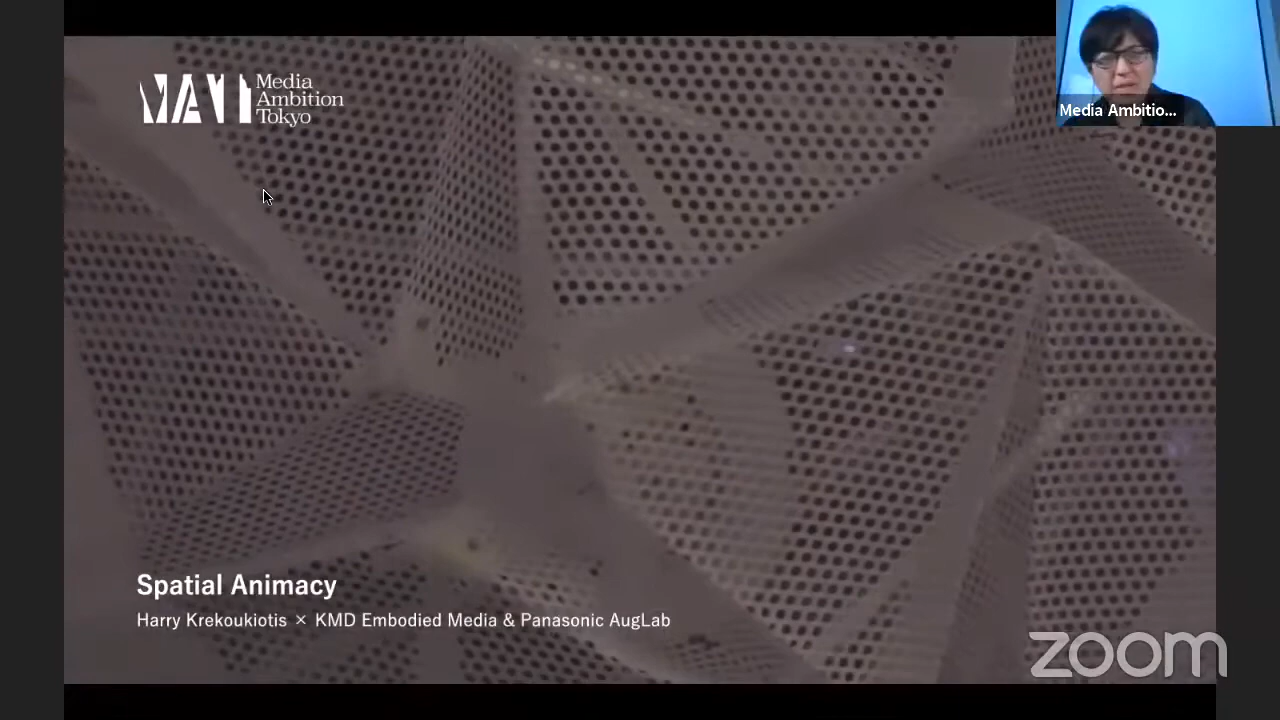 MAT
Media
Ambition
Tokyo
Media Ambitio...
Spatial Animacy
Harry Krekoukiotis × KMD Embodied Media & Panasonic AugLab
zoom